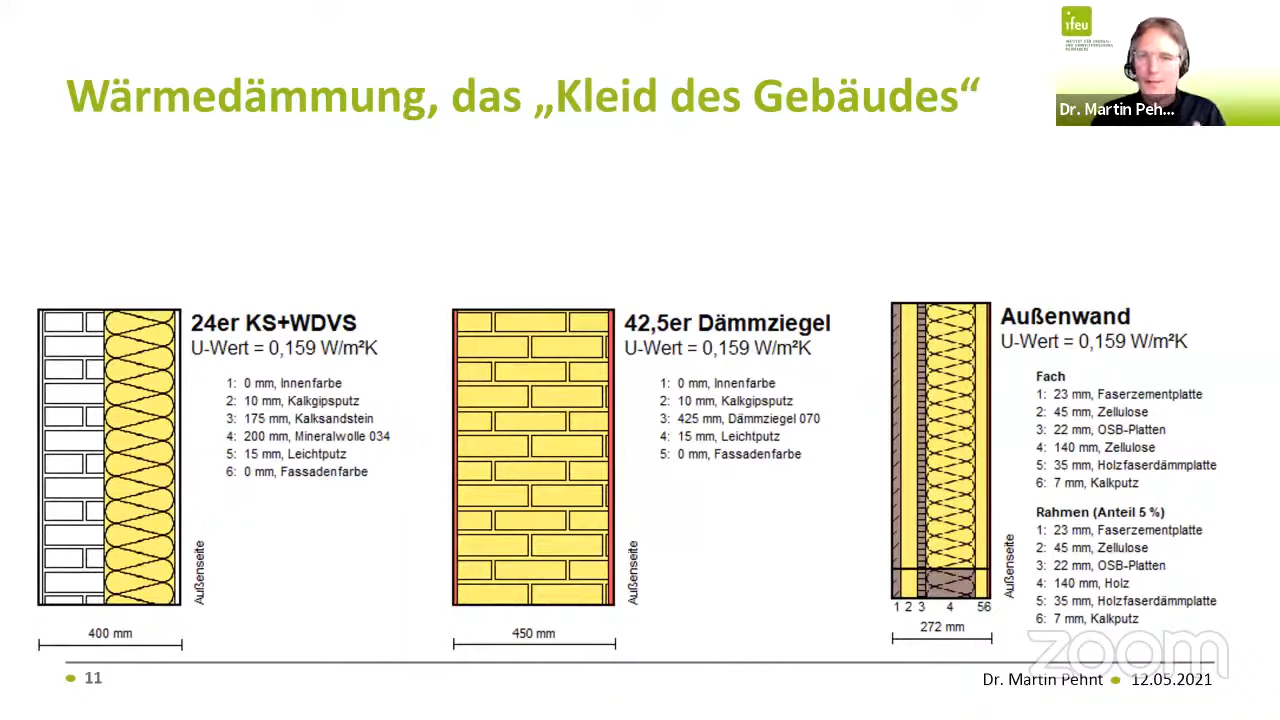 ifeu
Wärmedämmung, das „Kleid des Gebäudes“
Dr. Martin Peh...
24er KS+WDVS
U-Wert = 0,159 W/m²K
1: 0 mm, Innenfarbe
2: 10 mm, Kalkgipsputz
3: 175 mm, Kalksandstein
4: 200 mm, Mineralwolle 034
5: 15 mm, Leichtputz
6: 0 mm, Fassadenfarbe
Außenseite
400 mm
42,5er Dämmziegel
U-Wert = 0,159 W/m²K
1: 0 mm, Innenfarbe
2: 10 mm, Kalkgipsputz
3: 425 mm, Dämmziegel 070
4: 15 mm, Leichtputz
5: 0 mm, Fassadenfarbe
Außenseite
450 mm
Außenwand
U-Wert = 0,159 W/m²K
Fach
1: 23 mm, Faserzementplatte
2: 45 mm, Zellulose
3: 22 mm, OSB-Platten
4: 140 mm, Zellulose
5: 35 mm, Holzfaserdämmplatte
6: 7 mm, Kalkputz
Rahmen (Anteil 5 %)
1: 23 mm, Faserzementplatte
2: 45 mm, Zellulose
3: 22 mm, OSB-Platten
4: 140 mm, Holz
5: 35 mm, Holzfaserdämmplatte
6: 7 mm, Kalkputz
Außenseite
1 2 3 4 56
272 mm
zoom
11
Dr. Martin Pehnt
12.05.2021